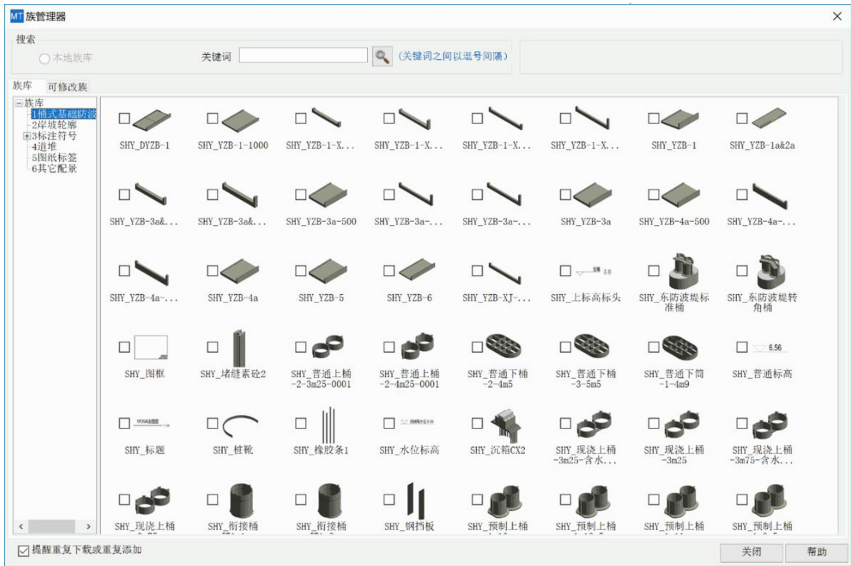 MT 族管理器
搜索
本地族库
关键词
(关键词之间以逗号间隔)
族库
可修改族
族库
1桶式基础防波
2岸坡轮廓
3标注符号
4道堆
5图纸标签
6其它配景
SHY_DYZB-1
SHY_YZB-1-1000
SHY_YZB-1-X...
SHY_YZB-1-X...
SHY_YZB-1-X...
SHY_YZB-1-X...
SHY_YZB-1
SHY_YZB-1a&2a
SHY_YZB-3a&...
SHY_YZB-3a&...
SHY_YZB-3a-500
SHY_YZB-3a-...
SHY_YZB-3a-...
SHY_YZB-3a
SHY_YZB-4a-500
SHY_YZB-4a-...
SHY_YZB-4a-...
SHY_YZB-4a
SHY_YZB-5
SHY_YZB-6
SHY_YZB-XJ-...
SHY_上标高标头
SHY_东防波堤标
准桶
SHY_东防波堤转
角桶
6.56
SHY_图框
SHY_堵缝素砼2
SHY_普通上桶
-2-3m25-0001
SHY_普通上桶
-2-4m25-0001
SHY_普通下桶
-2-4m5
SHY_普通下桶
-3-5m5
SHY_普通下筒
-1-4m9
SHY_普通标高
SHY_标题
SHY_桩靴
SHY_橡胶条1
SHY_水位标高
SHY_沉箱CX2
SHY_现浇上桶
-3m25-含水...
SHY_现浇上桶
-3m25
SHY_现浇上桶
-3m75-含水...
SHY_现浇上桶
SHY_衔接桶
SHY_衔接桶
SHY_钢挡板
SHY_预制上桶
SHY_预制上桶
SHY_预制上桶
提醒重复下载或重复添加
关闭
帮助